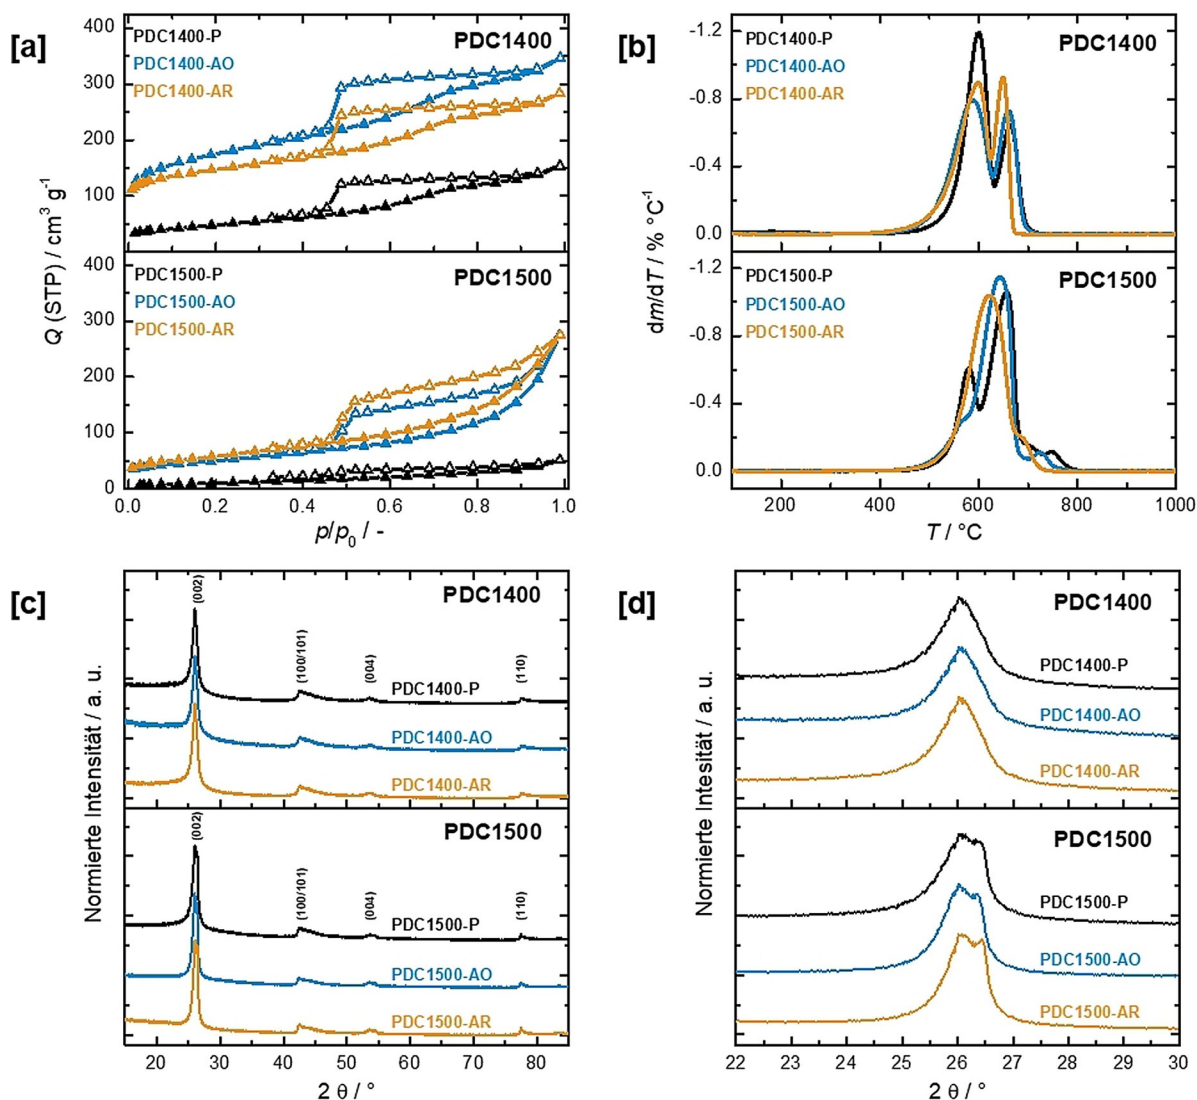 [a]
400
300
200
100
PDC1400-P
PDC1400-AO
PDC1400-AR
PDC1400
400
300
200
100
0
PDC1500-P
PDC1500-AO
PDC1500-AR
PDC1500
Q (STP) / cm³ g⁻¹
0.0 0.2 0.4 0.6 0.8 1.0
p/p₀ / -
[b]
-1.2
-0.8
-0.4
0.0
PDC1400-P
PDC1400-AO
PDC1400-AR
PDC1400
-1.2
-0.8
-0.4
0.0
PDC1500-P
PDC1500-AO
PDC1500-AR
PDC1500
dm/dT / % °C⁻¹
200 400 600 800 1000
T / °C
[c]
PDC1400
(002)
(100/101)
(004)
(110)
PDC1400-P
PDC1400-AO
PDC1400-AR
PDC1500
(002)
(100/101)
(004)
(110)
PDC1500-P
PDC1500-AO
PDC1500-AR
Normierte Intensität / a. u.
20 30 40 50 60 70 80
2 θ / °
[d]
PDC1400
PDC1400-P
PDC1400-AO
PDC1400-AR
PDC1500
PDC1500-P
PDC1500-AO
PDC1500-AR
Normierte Intesität / a. u.
22 23 24 25 26 27 28 29 30
2 θ / °